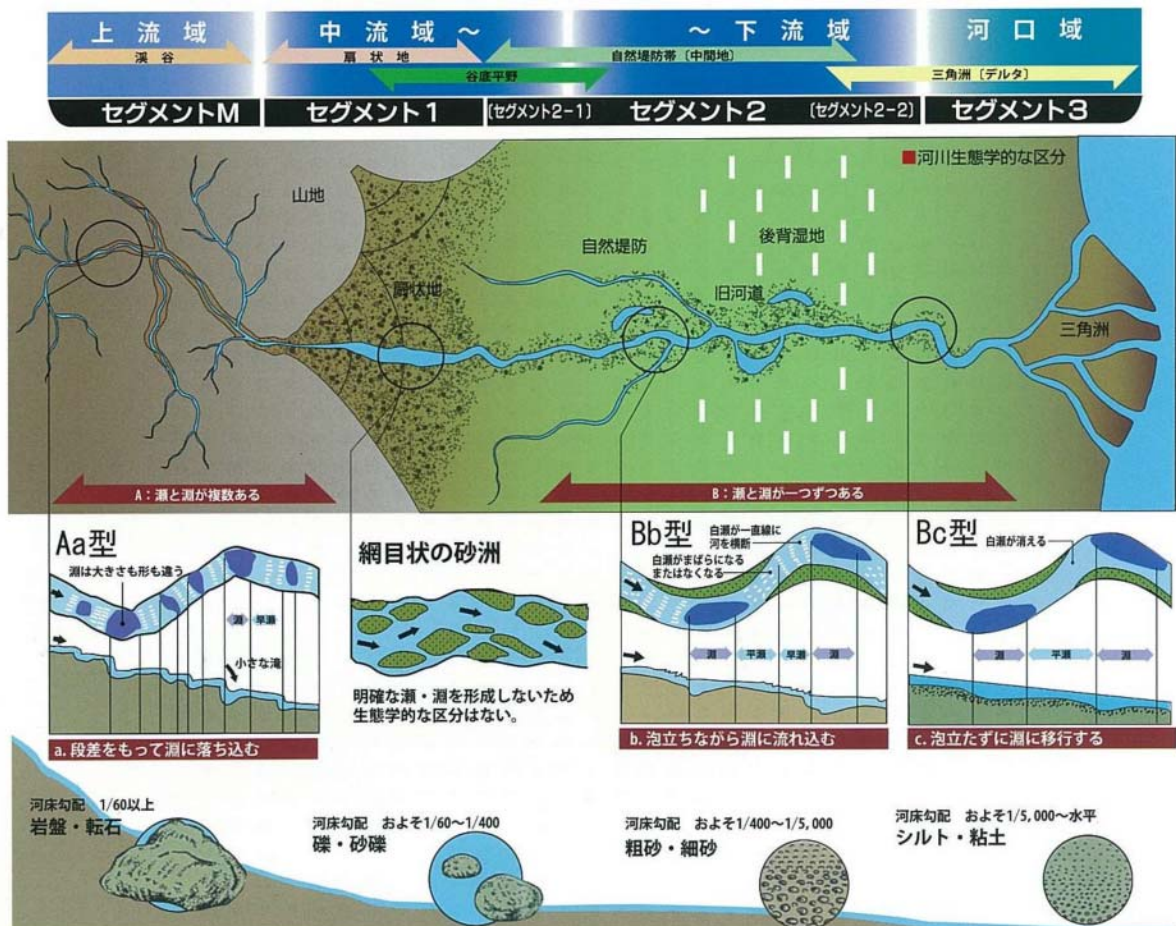 上流域
中流域～
～下流域
河口域
渓谷
扇状地
自然堤防帯〔中間地〕
谷底平野
三角洲〔デルタ〕
セグメントM
セグメント1
〔セグメント2-1〕
セグメント2
〔セグメント2-2〕
セグメント3
■河川生態学的な区分
山地
扇状地
自然堤防
後背湿地
旧河道
三角洲
A：瀬と淵が複数ある
B：瀬と淵が一つずつある
Aa型
淵は大きさも形も違う
淵
早瀬
小さな滝
a. 段差をもって淵に落ち込む
網目状の砂洲
明確な瀬・淵を形成しないため
生態学的な区分はない。
Bb型
白瀬が一直線に
河を横断
白瀬がまばらになる
またはなくなる
淵
平瀬
早瀬
淵
b. 泡立ちながら淵に流れ込む
Bc型
白瀬が消える
淵
平瀬
淵
c. 泡立たずに淵に移行する
河床勾配 1/60以上
岩盤・転石
河床勾配 およそ1/60～1/400
礫・砂礫
河床勾配 およそ1/400～1/5,000
粗砂・細砂
河床勾配 およそ1/5,000～水平
シルト・粘土